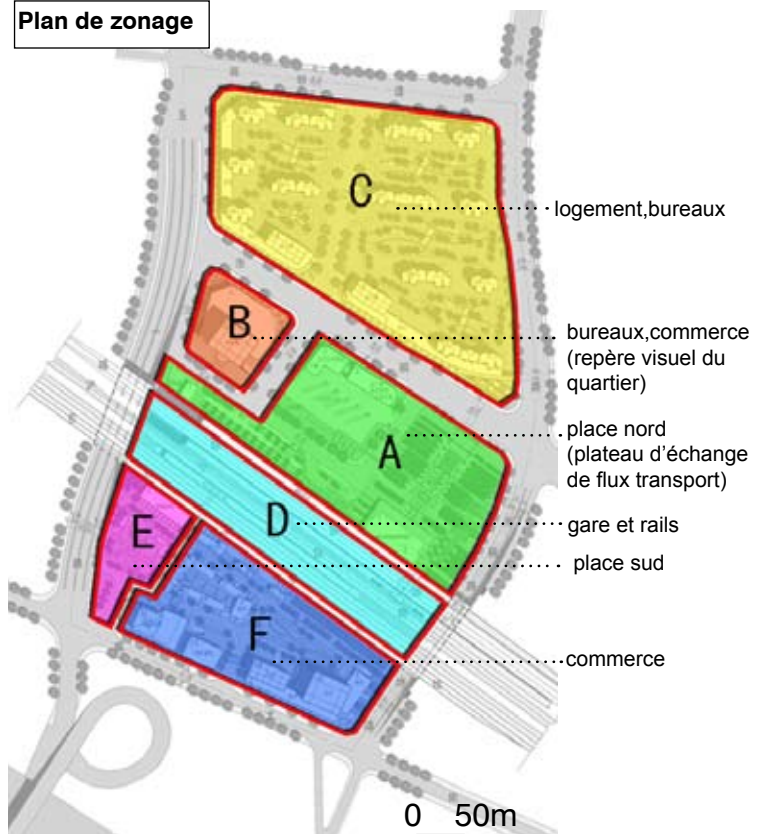 Plan de zonage
C
logement,bureaux
B
bureaux,commerce
(repère visuel du
quartier)
place nord
(plateau d'échange
de flux transport)
A
D
gare et rails
E
place sud
F
commerce
0 50m